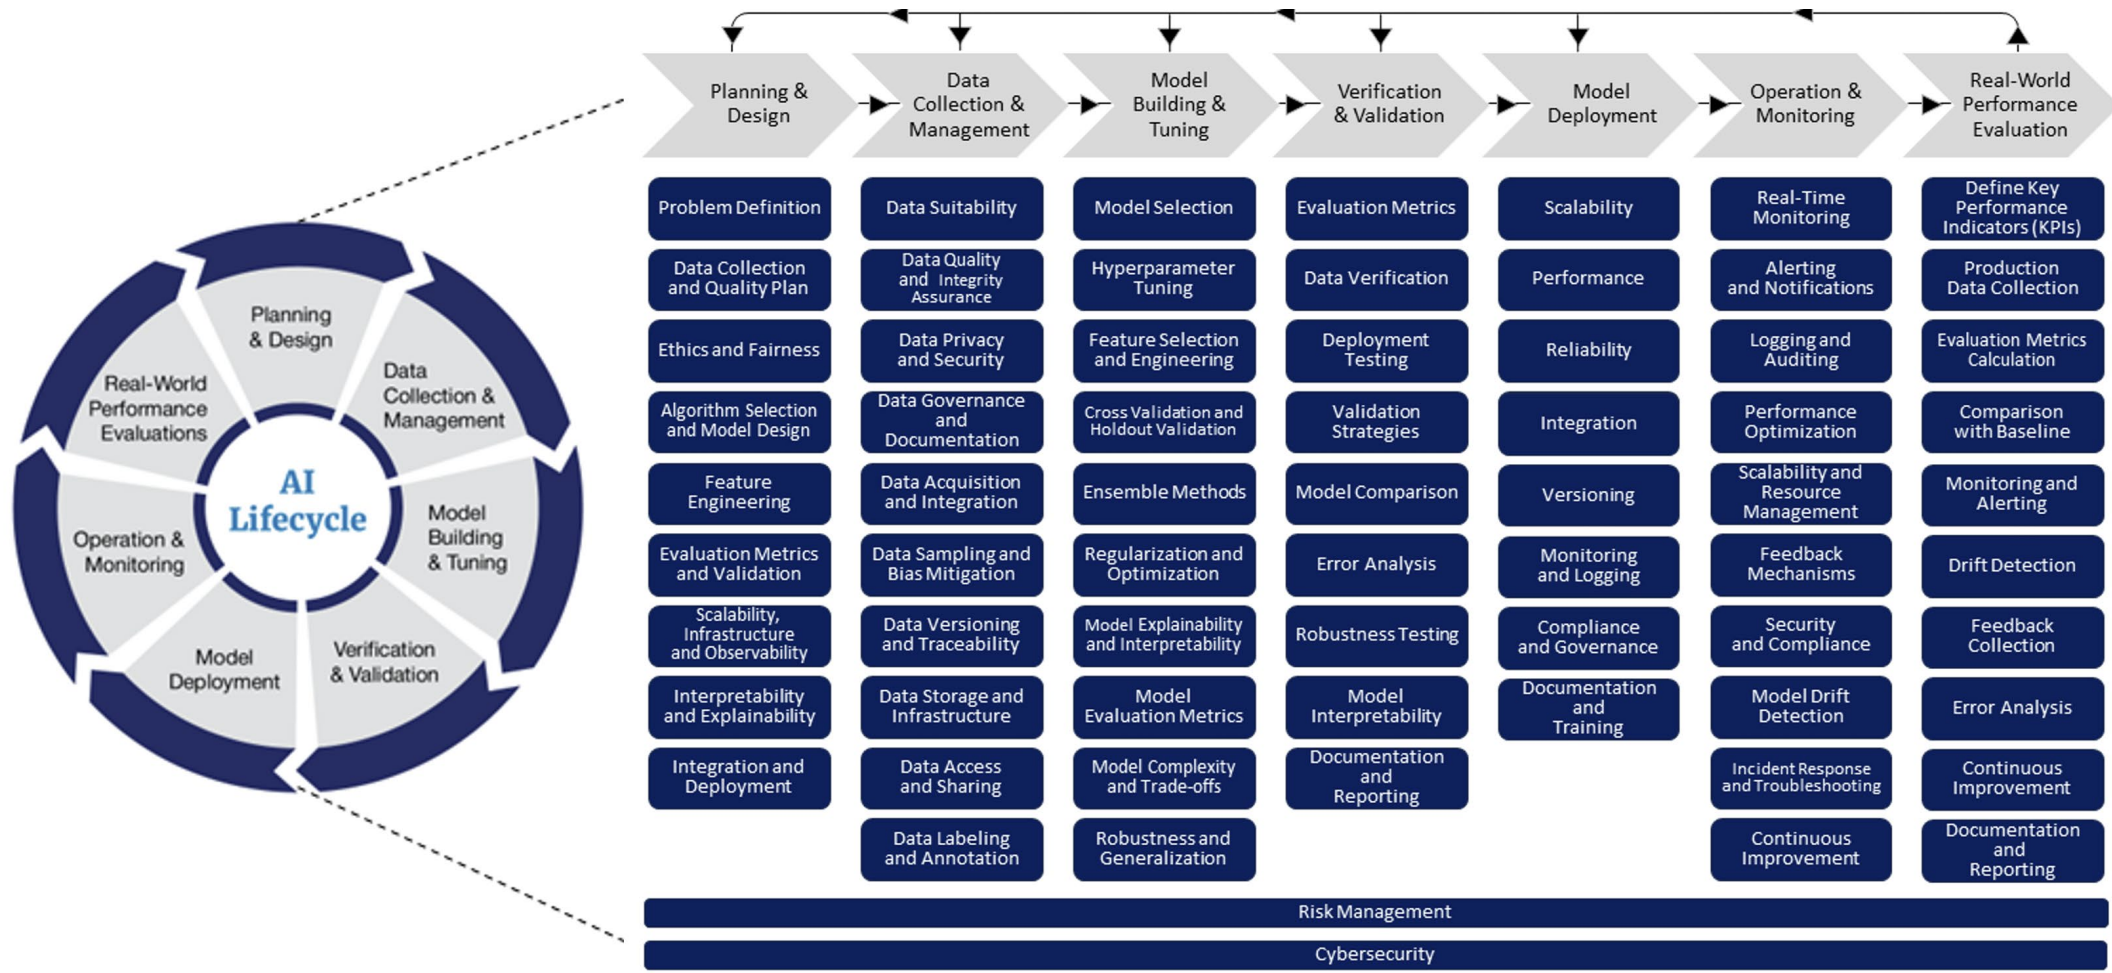 Planning &
Design
Data
Collection &
Management
Model
Building &
Tuning
Verification
& Validation
Model
Deployment
Operation &
Monitoring
Real-World
Performance
Evaluation
Planning
& Design
Data
Collection &
Management
Model
Building
& Tuning
Verification
& Validation
Model
Deployment
Operation &
Monitoring
Real-World
Performance
Evaluations
AI
Lifecycle
Problem Definition
Data Collection
and Quality Plan
Ethics and Fairness
Algorithm Selection
and Model Design
Feature
Engineering
Evaluation Metrics
and Validation
Scalability,
Infrastructure
and Observability
Interpretability
and Explainability
Integration and
Deployment
Data Suitability
Data Quality
and Integrity
Assurance
Data Privacy
and Security
Data Governance
and
Documentation
Data Acquisition
and Integration
Data Sampling and
Bias Mitigation
Data Versioning
and Traceability
Data Storage and
Infrastructure
Data Access
and Sharing
Data Labeling
and Annotation
Model Selection
Hyperparameter
Tuning
Feature Selection
and Engineering
Cross Validation and
Holdout Validation
Ensemble Methods
Regularization and
Optimization
Model Explainability
and Interpretability
Model
Evaluation Metrics
Model Complexity
and Trade-offs
Robustness and
Generalization
Evaluation Metrics
Data Verification
Deployment
Testing
Validation
Strategies
Model Comparison
Error Analysis
Robustness Testing
Model
Interpretability
Documentation
and
Reporting
Scalability
Performance
Reliability
Integration
Versioning
Monitoring
and Logging
Compliance
and Governance
Documentation
and
Training
Real-Time
Monitoring
Alerting
and Notifications
Logging and
Auditing
Performance
Optimization
Scalability and
Resource
Management
Feedback
Mechanisms
Security
and Compliance
Model Drift
Detection
Incident Response
and Troubleshooting
Continuous
Improvement
Define Key
Performance
Indicators (KPIs)
Production
Data Collection
Evaluation Metrics
Calculation
Comparison
with Baseline
Monitoring and
Alerting
Drift Detection
Feedback
Collection
Error Analysis
Continuous
Improvement
Documentation
and
Reporting
Risk Management
Cybersecurity